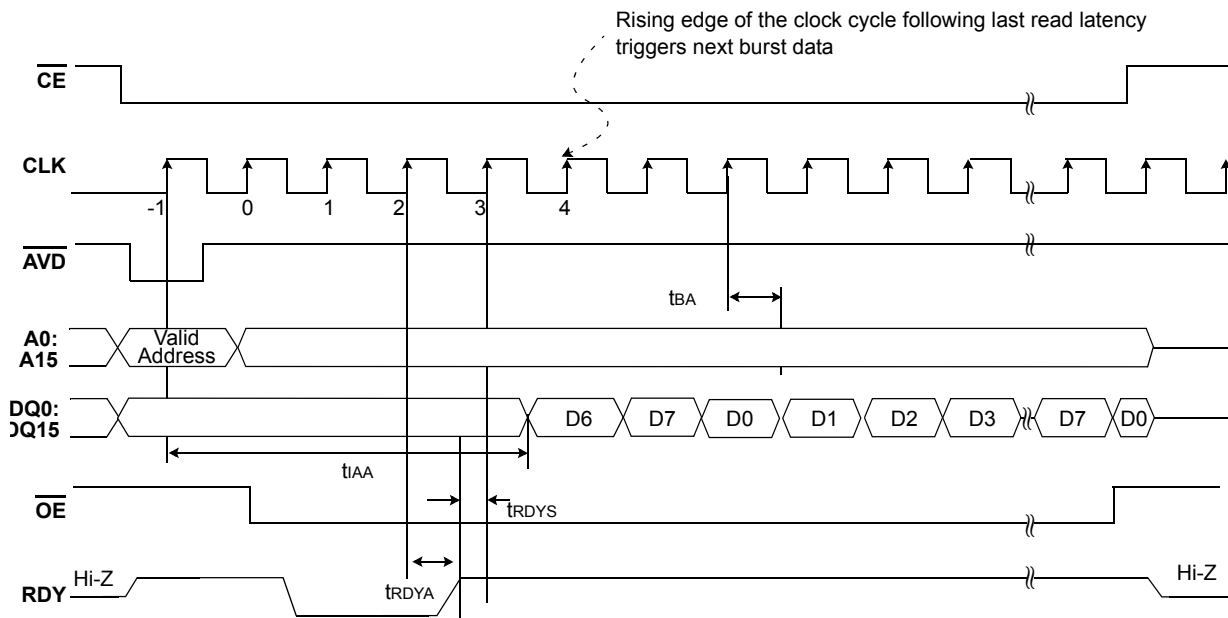 Rising edge of the clock cycle following last read latency
triggers next burst data
CE
CLK
-1 0 1 2 3 4
AVD
tBA
A0:
A15
Valid
Address
DQ0:
DQ15
D6 D7 D0 D1 D2 D3 D7 D0
tIAA
OE
tRDYS
Hi-Z
RDY
tRDYA
Hi-Z